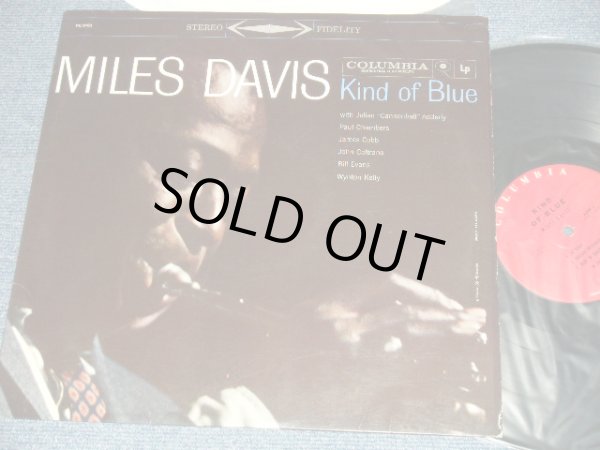 STEREO FIDELITY
MILES DAVIS
COLUMBIA
Lp
Kind of Blue
with Julian "Cannonball" Adderly
Paul Chambers
James Cobb
John Coltrane
Bill Evans
Wynton Kelly
SOLD OUT
COLUMBIA
KIND
OF BLUE